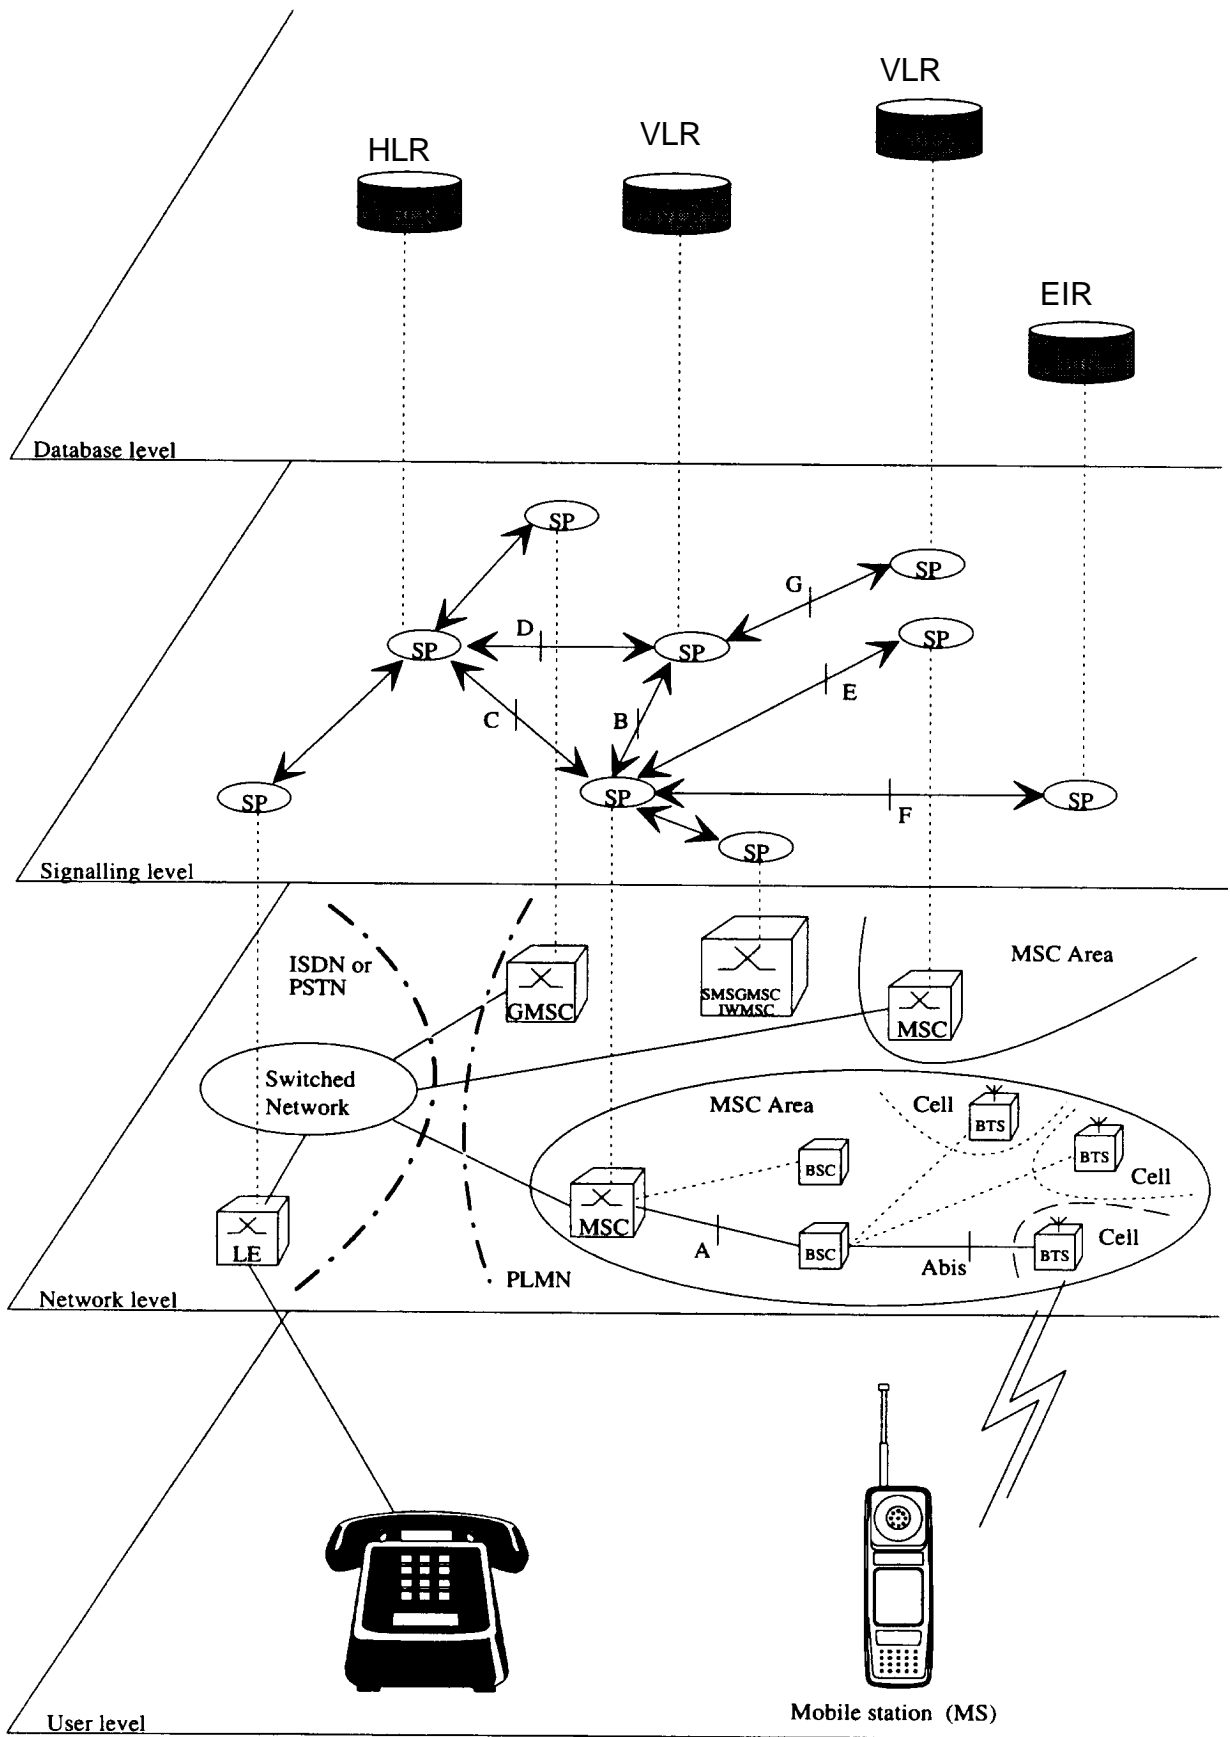 VLR
VLR
HLR
EIR
Database level
SP
SP
G
SP
D
SP
SP
E
C
B
SP
SP
SP
F
SP
Signalling level
MSC Area
ISDN or
PSTN
SMSGMSC
IWMSC
GMSC
MSC
Switched
Network
MSC Area
Cell
BTS
BTS
BSC
Cell
MSC
LE
A
BSC
Abis
BTS
Cell
PLMN
Network level
Mobile station (MS)
User level